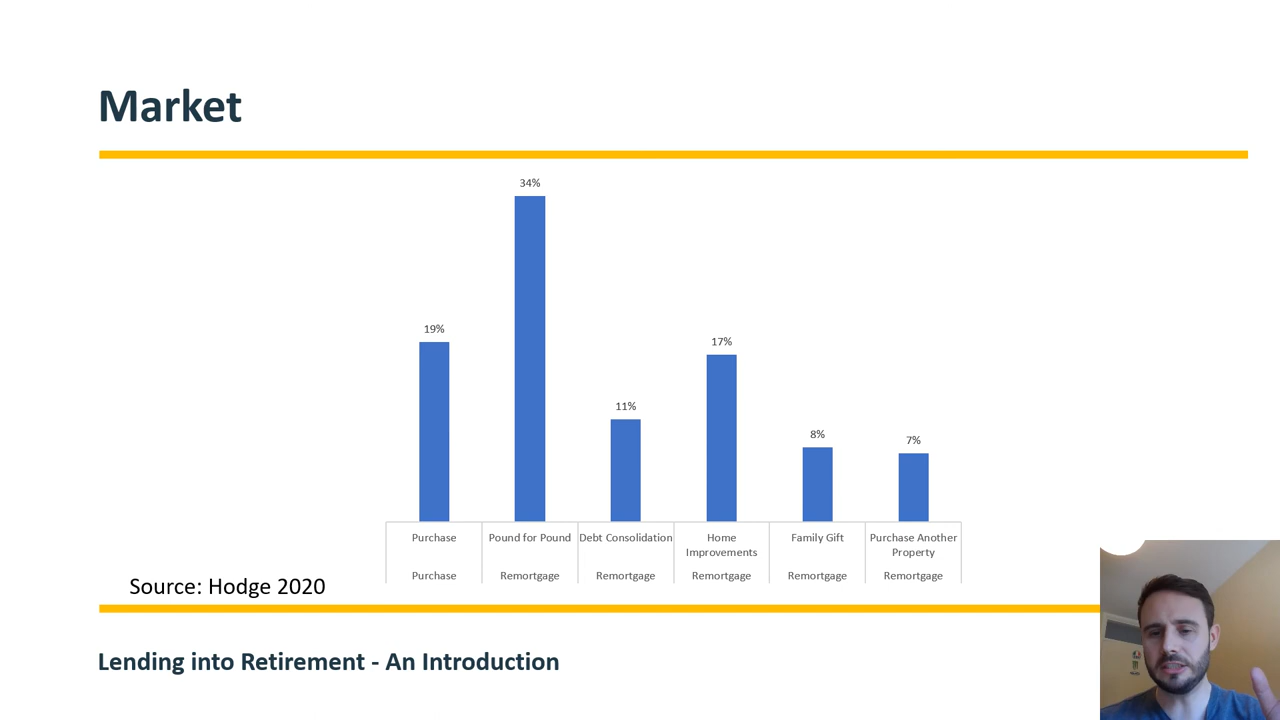 Market
34%
19%
17%
11%
8%
7%
Purchase
Pound for Pound
Debt Consolidation
Home
Improvements
Family Gift
Purchase Another
Property
Purchase
Remortgage
Remortgage
Remortgage
Remortgage
Remortgage
Source: Hodge 2020
Lending into Retirement - An Introduction